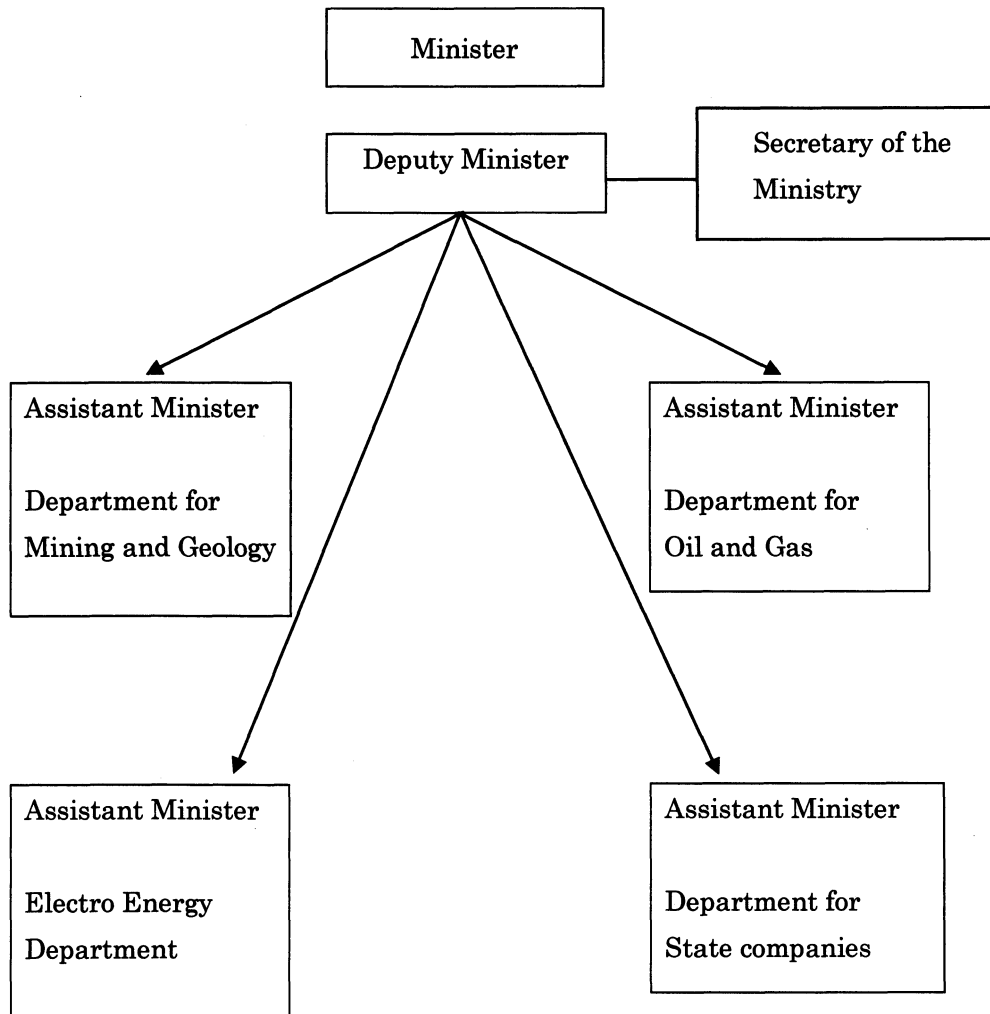 Minister
Deputy Minister
Secretary of the
Ministry
Assistant Minister
Department for
Mining and Geology
Assistant Minister
Department for
Oil and Gas
Assistant Minister
Electro Energy
Department
Assistant Minister
Department for
State companies